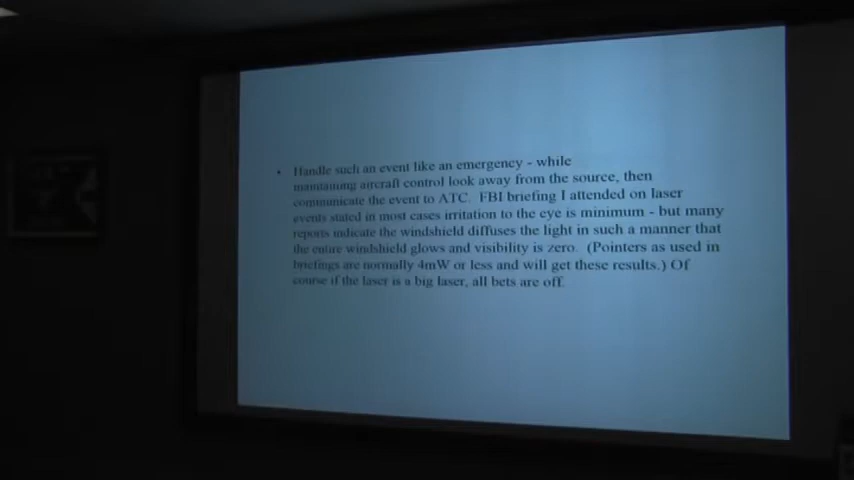 • Handle such an event like an emergency - while
maintaining aircraft control look away from the source, then
communicate the event to ATC. FBI briefing I attended on laser
events stated in most cases irritation to the eye is minimum - but many
reports indicate the windshield diffuses the light in such a manner that
the entire windshield glows and visibility is zero. (Pointers as used in
briefings are normally 4mW or less and will get these results.) Of
course if the laser is a big laser, all bets are off.